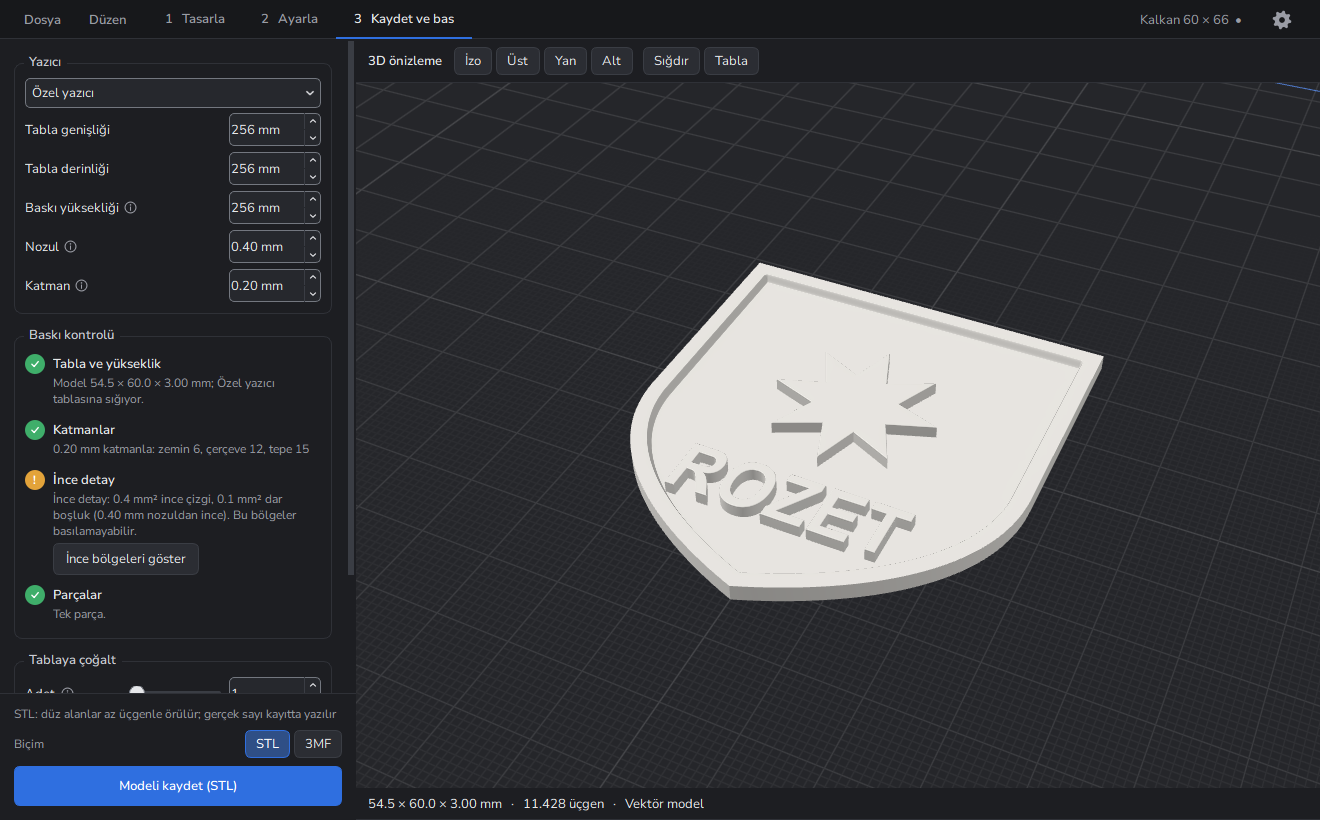 Dosya
Düzen
1 Tasarla
2 Ayarla
3 Kaydet ve bas
Kalkan 60 × 66 •
Yazıcı
Özel yazıcı
Tabla genişliği
256 mm
Tabla derinliği
256 mm
Baskı yüksekliği
256 mm
Nozul
0.40 mm
Katman
0.20 mm
Baskı kontrolü
Tabla ve yükseklik
Model 54.5 × 60.0 × 3.00 mm; Özel yazıcı
tablasına sığıyor.
Katmanlar
0.20 mm katmanla: zemin 6, çerçeve 12, tepe 15
İnce detay
İnce detay: 0.4 mm² ince çizgi, 0.1 mm² dar
boşluk (0.40 mm nozuldan ince). Bu bölgeler
basılamayabilir.
İnce bölgeleri göster
Parçalar
Tek parça.
Tablaya çoğalt
Adet
1
STL: düz alanlar az üçgenle örülür; gerçek sayı kayıtta yazılır
Biçim
STL
3MF
Modeli kaydet (STL)
3D önizleme
İzo
Üst
Yan
Alt
Sığdır
Tabla
ROZET
54.5 × 60.0 × 3.00 mm · 11.428 üçgen · Vektör model